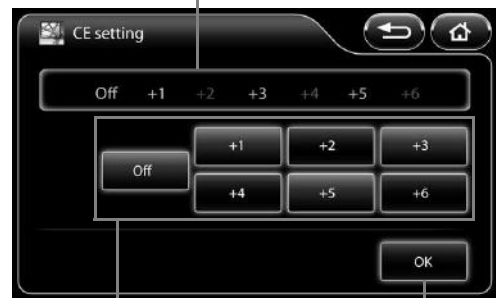 CE setting
Off +1 +2 +3 +4 +5 +6
Off +1 +2 +3
+4 +5 +6
OK